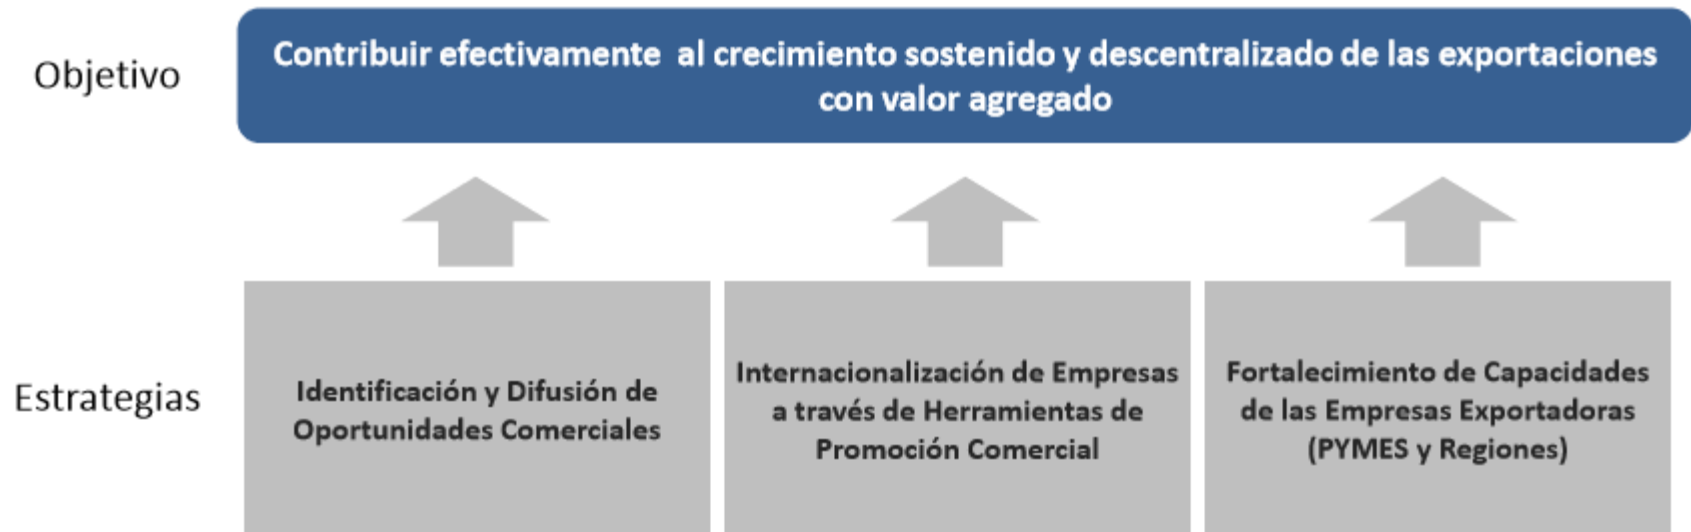 Objetivo
Contribuir efectivamente al crecimiento sostenido y descentralizado de las exportaciones
con valor agregado
Estrategias
Identificación y Difusión de
Oportunidades Comerciales
Internacionalización de Empresas
a través de Herramientas de
Promoción Comercial
Fortalecimiento de Capacidades
de las Empresas Exportadoras
(PYMES y Regiones)